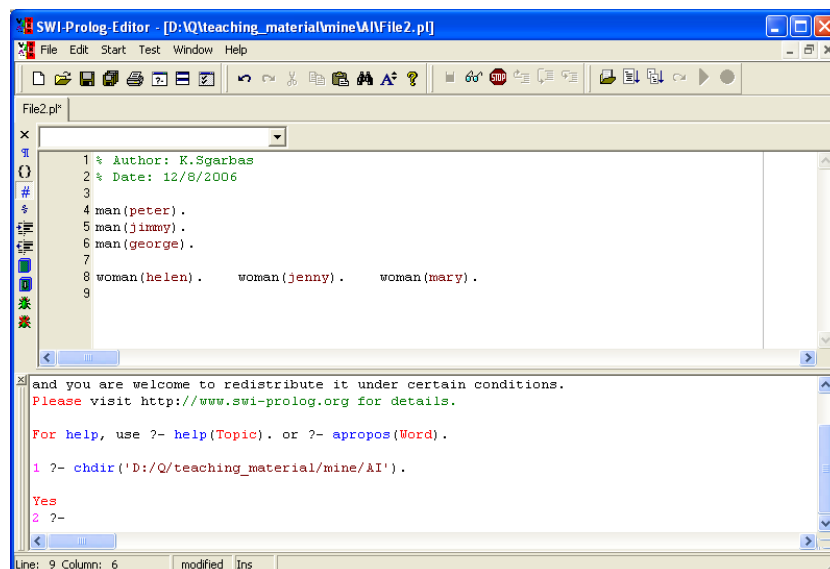 SWI-Prolog-Editor - [D:\Q\teaching_material\mine\AI\File2.pl]
File Edit Start Test Window Help
File2.pl*
1 % Author: K.Sgarbas
2 % Date: 12/8/2006
3
4 man(peter).
5 man(jimmy).
6 man(george).
7
8 woman(helen). woman(jenny). woman(mary).
9
and you are welcome to redistribute it under certain conditions.
Please visit http://www.swi-prolog.org for details.
For help, use ?- help(Topic). or ?- apropos(Word).
1 ?- chdir('D:/Q/teaching_material/mine/AI').
Yes
2 ?-
Line: 9 Column: 6 modified Ins